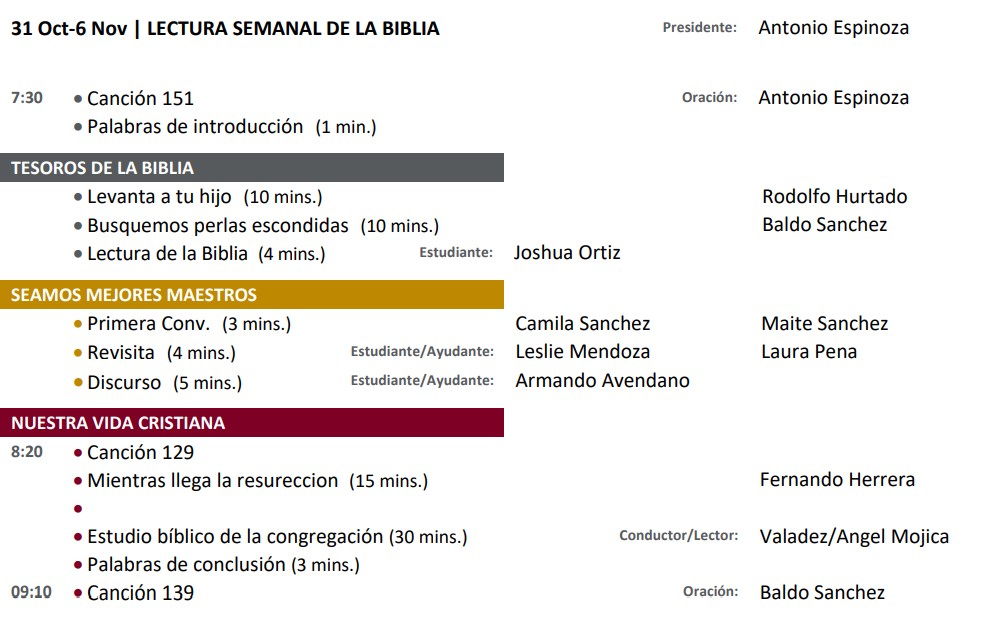 31 Oct-6 Nov | LECTURA SEMANAL DE LA BIBLIA Presidente: Antonio Espinoza
7:30 • Canción 151 Oración: Antonio Espinoza
• Palabras de introducción (1 min.)
TESOROS DE LA BIBLIA
• Levanta a tu hijo (10 mins.) Rodolfo Hurtado
• Busquemos perlas escondidas (10 mins.) Baldo Sanchez
• Lectura de la Biblia (4 mins.) Estudiante: Joshua Ortiz
SEAMOS MEJORES MAESTROS
• Primera Conv. (3 mins.) Camila Sanchez Maite Sanchez
• Revisita (4 mins.) Estudiante/Ayudante: Leslie Mendoza Laura Pena
• Discurso (5 mins.) Estudiante/Ayudante: Armando Avendano
NUESTRA VIDA CRISTIANA
8:20 • Canción 129
• Mientras llega la resureccion (15 mins.) Fernando Herrera
•
• Estudio bíblico de la congregación (30 mins.) Conductor/Lector: Valadez/Angel Mojica
• Palabras de conclusión (3 mins.)
09:10 • Canción 139 Oración: Baldo Sanchez